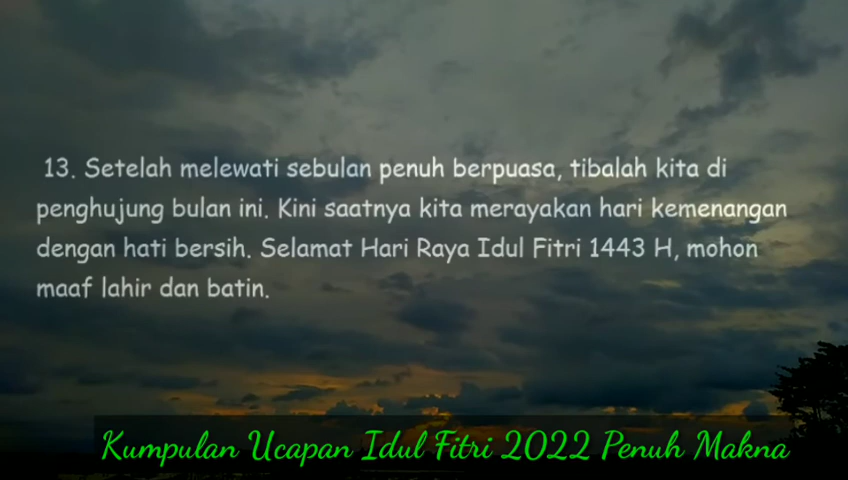 13. Setelah melewati sebulan penuh berpuasa, tibalah kita di
penghujung bulan ini. Kini saatnya kita merayakan hari kemenangan
dengan hati bersih. Selamat Hari Raya Idul Fitri 1443 H, mohon
maaf lahir dan batin.
Kumpulan Ucapan Idul Fitri 2022 Penuh Makna